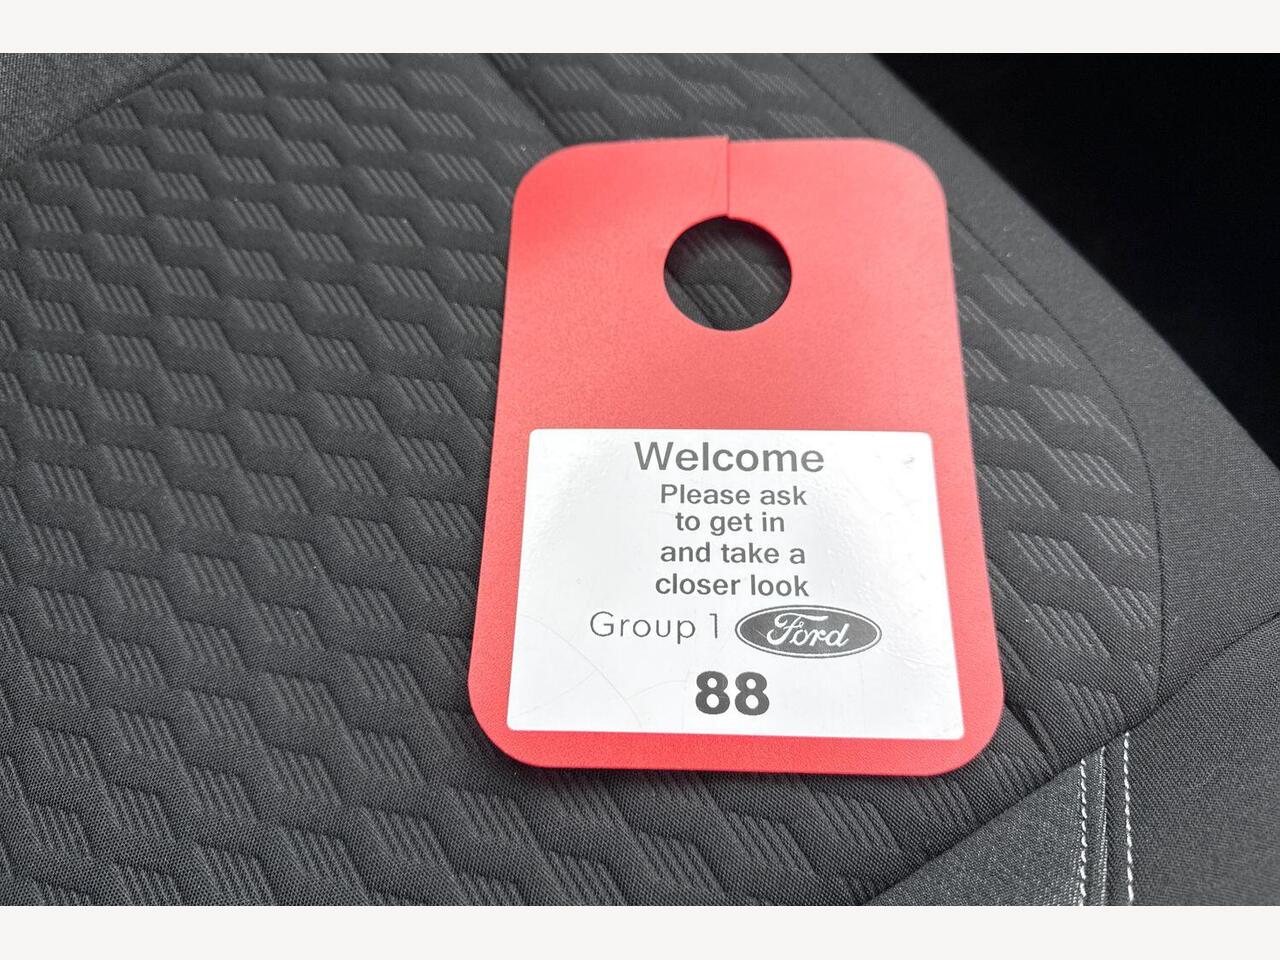 Welcome
Please ask
to get in
and take a
closer look
Group 1 Ford
88